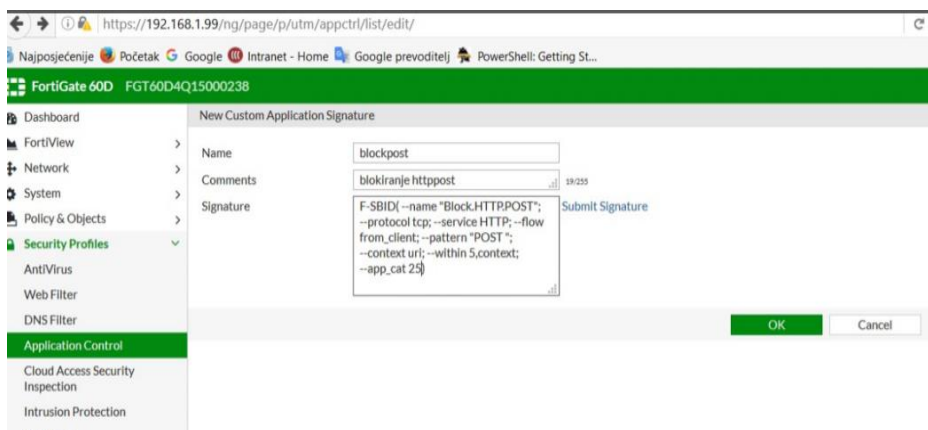 https://192.168.1.99/ng/page/p/utm/appctrl/list/edit/
Najposjećenije Početak Google Intranet - Home Google prevoditelj PowerShell: Getting St...
FortiGate 60D FGT60D4Q15000238
Dashboard
FortiView
Network
System
Policy & Objects
Security Profiles
AntiVirus
Web Filter
DNS Filter
Application Control
Cloud Access Security
Inspection
Intrusion Protection
New Custom Application Signature
Name blockpost
Comments blokiranje httppost 19/255
Signature F-SBID( --name "Block.HTTP.POST"; Submit Signature
--protocol tcp; --service HTTP; --flow
from_client; --pattern "POST ";
--context uri; --within 5,context;
--app_cat 25)
OK Cancel